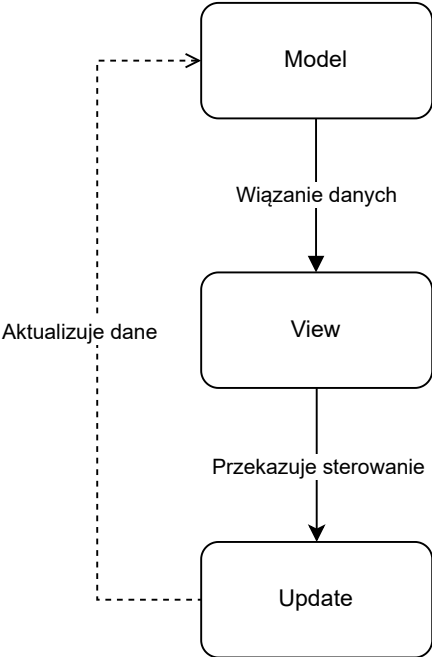 Model
Wiązanie danych
View
Aktualizuje dane
Przekazuje sterowanie
Update